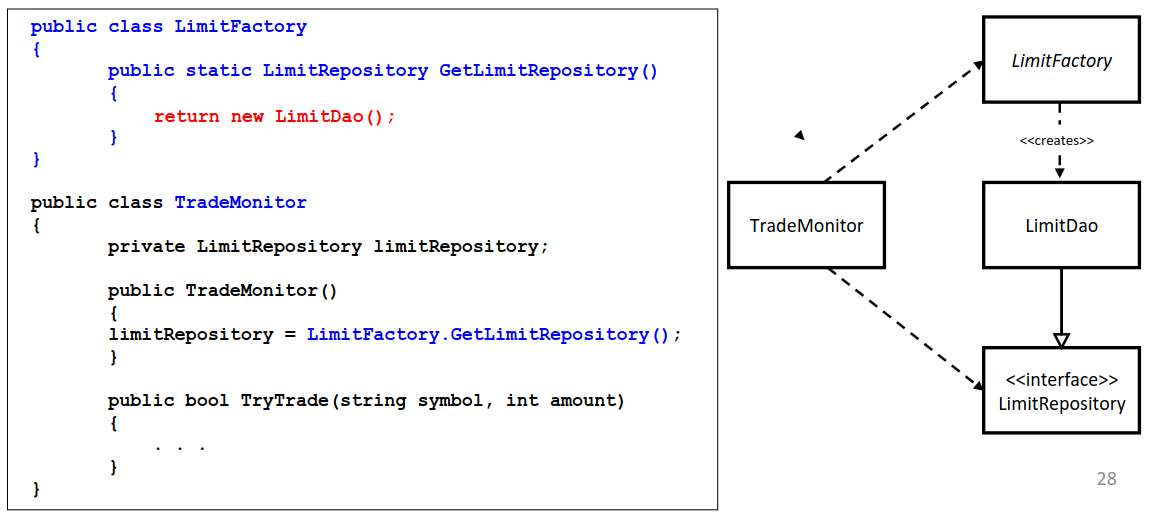 public class LimitFactory
{
public static LimitRepository GetLimitRepository()
{
return new LimitDao();
}
}
public class TradeMonitor
{
private LimitRepository limitRepository;
public TradeMonitor()
{
limitRepository = LimitFactory.GetLimitRepository();
}
public bool TryTrade(string symbol, int amount)
{
. . .
}
}
LimitFactory
<<creates>>
TradeMonitor
LimitDao
<<interface>>
LimitRepository
28